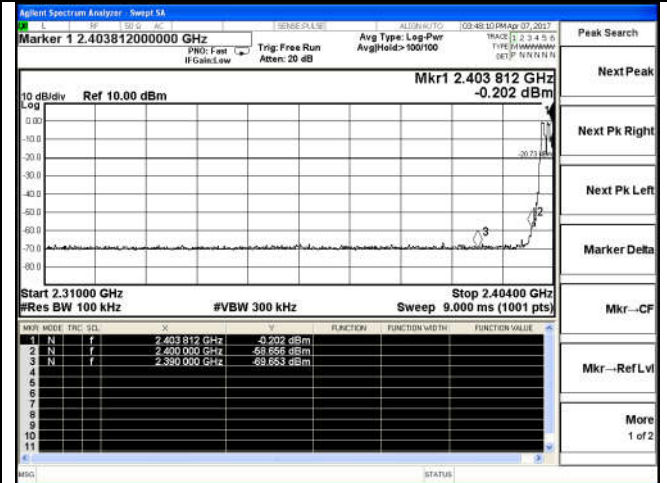 Agilent Spectrum Analyzer - Swept SA
L RF 50 Ω AC SENSE:PULSE ALIGN AUTO 03:48:10 PM Apr 07, 2017
Marker 1 2.403812000000 GHz
PNO: Fast
IFGain:Low
Trig: Free Run
Atten: 20 dB
Avg Type: Log-Pwr
Avg|Hold:> 100/100
TRACE 1 2 3 4 5 6
TYPE M WWWWW
DET P N N N N N
Peak Search
Mkr1 2.403 812 GHz
-0.202 dBm
10 dB/div Ref 10.00 dBm
Log
0.00
-10.0
-20.0
-30.0
-40.0
-50.0
-60.0
-70.0
-80.0
1
2
3
Start 2.31000 GHz Stop 2.40400 GHz
#Res BW 100 kHz #VBW 300 kHz Sweep 9.000 ms (1001 pts)
MKR MODE TRC SCL X Y FUNCTION FUNCTION WIDTH FUNCTION VALUE
1 N f 2.403 812 GHz -0.202 dBm
2 N f 2.400 000 GHz -58.656 dBm
3 N f 2.390 000 GHz -69.653 dBm
4
5
6
7
8
9
10
11
MSG STATUS
Next Peak
Next Pk Right
Next Pk Left
Marker Delta
Mkr→CF
Mkr→Ref Lvl
More
1 of 2